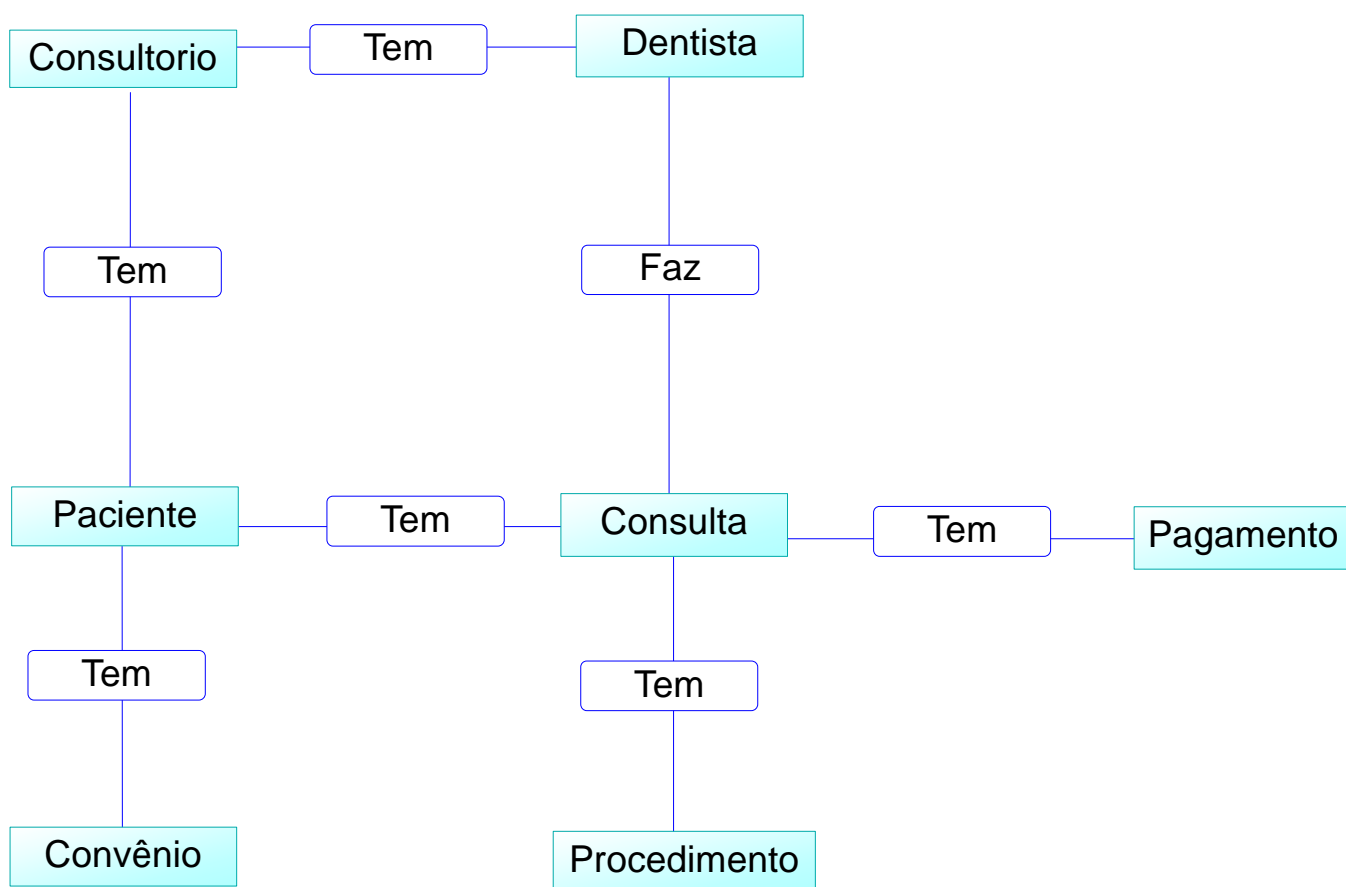 Consultorio
Tem
Dentista
Tem
Faz
Paciente
Tem
Consulta
Tem
Pagamento
Tem
Tem
Convênio
Procedimento